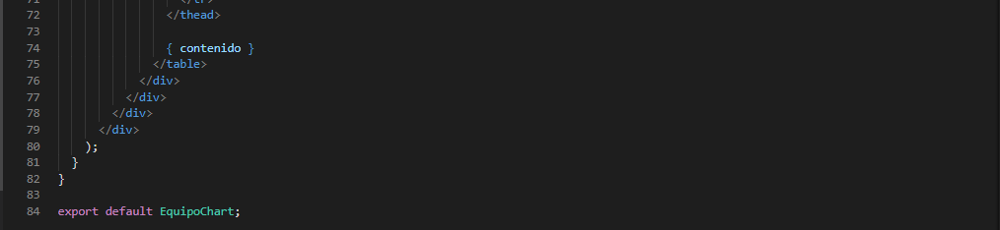 71 </tr>
72 </thead>
73
74 { contenido }
75 </table>
76 </div>
77 </div>
78 </div>
79 </div>
80 );
81 }
82 }
83
84 export default EquipoChart;